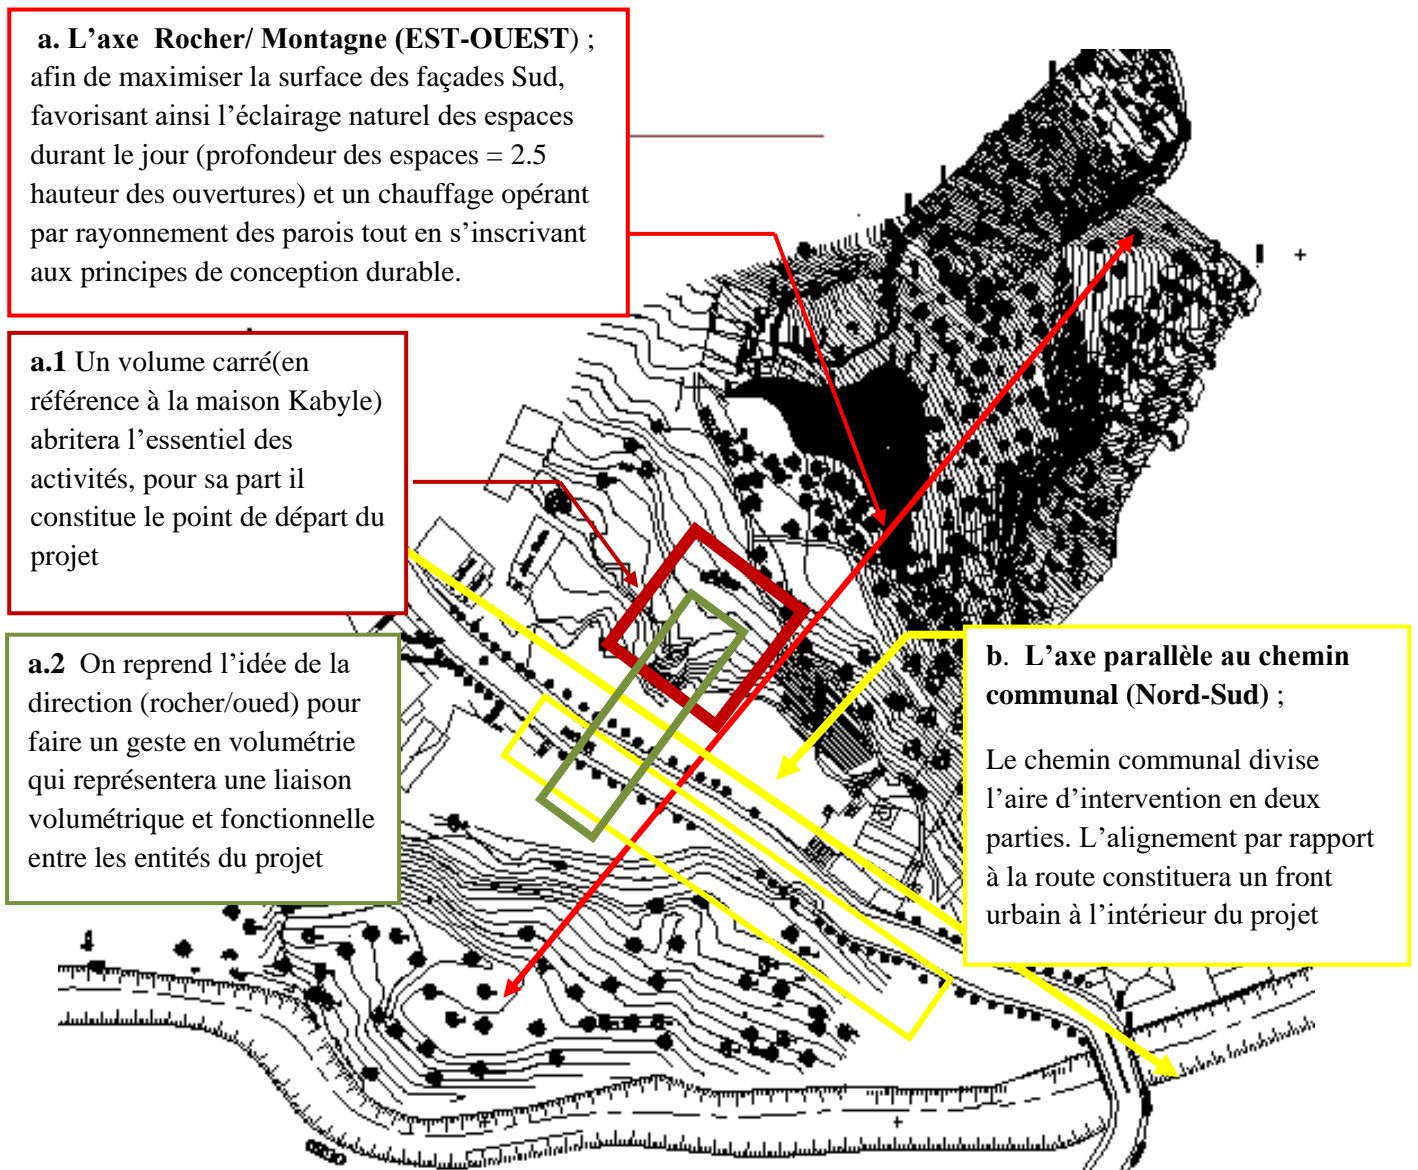 a. L’axe Rocher/ Montagne (EST-OUEST) ;
afin de maximiser la surface des façades Sud,
favorisant ainsi l’éclairage naturel des espaces
durant le jour (profondeur des espaces = 2.5
hauteur des ouvertures) et un chauffage opérant
par rayonnement des parois tout en s’inscrivant
aux principes de conception durable.
a.1 Un volume carré(en
référence à la maison Kabyle)
abritera l’essentiel des
activités, pour sa part il
constitue le point de départ du
projet
a.2 On reprend l’idée de la
direction (rocher/oued) pour
faire un geste en volumétrie
qui représentera une liaison
volumétrique et fonctionnelle
entre les entités du projet
b. L’axe parallèle au chemin
communal (Nord-Sud) ;
Le chemin communal divise
l’aire d’intervention en deux
parties. L’alignement par rapport
à la route constituera un front
urbain à l’intérieur du projet